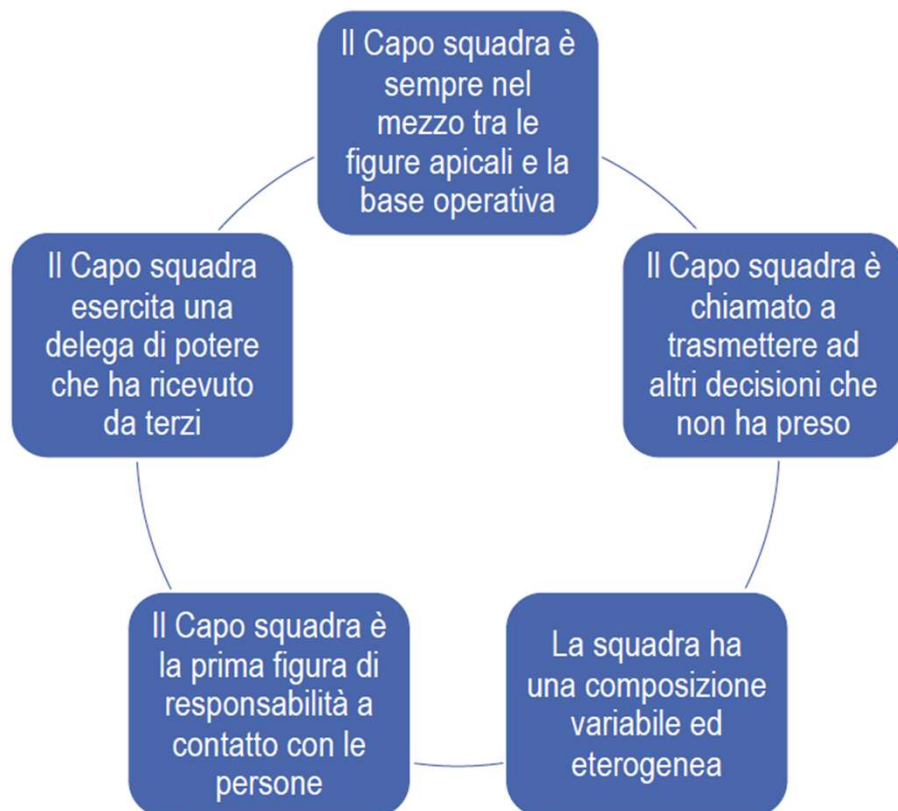 Il Capo squadra è
sempre nel
mezzo tra le
figure apicali e la
base operativa
Il Capo squadra è
chiamato a
trasmettere ad
altri decisioni che
non ha preso
La squadra ha
una composizione
variabile ed
eterogenea
Il Capo squadra è
la prima figura di
responsabilità a
contatto con le
persone
Il Capo squadra
esercita una
delega di potere
che ha ricevuto
da terzi